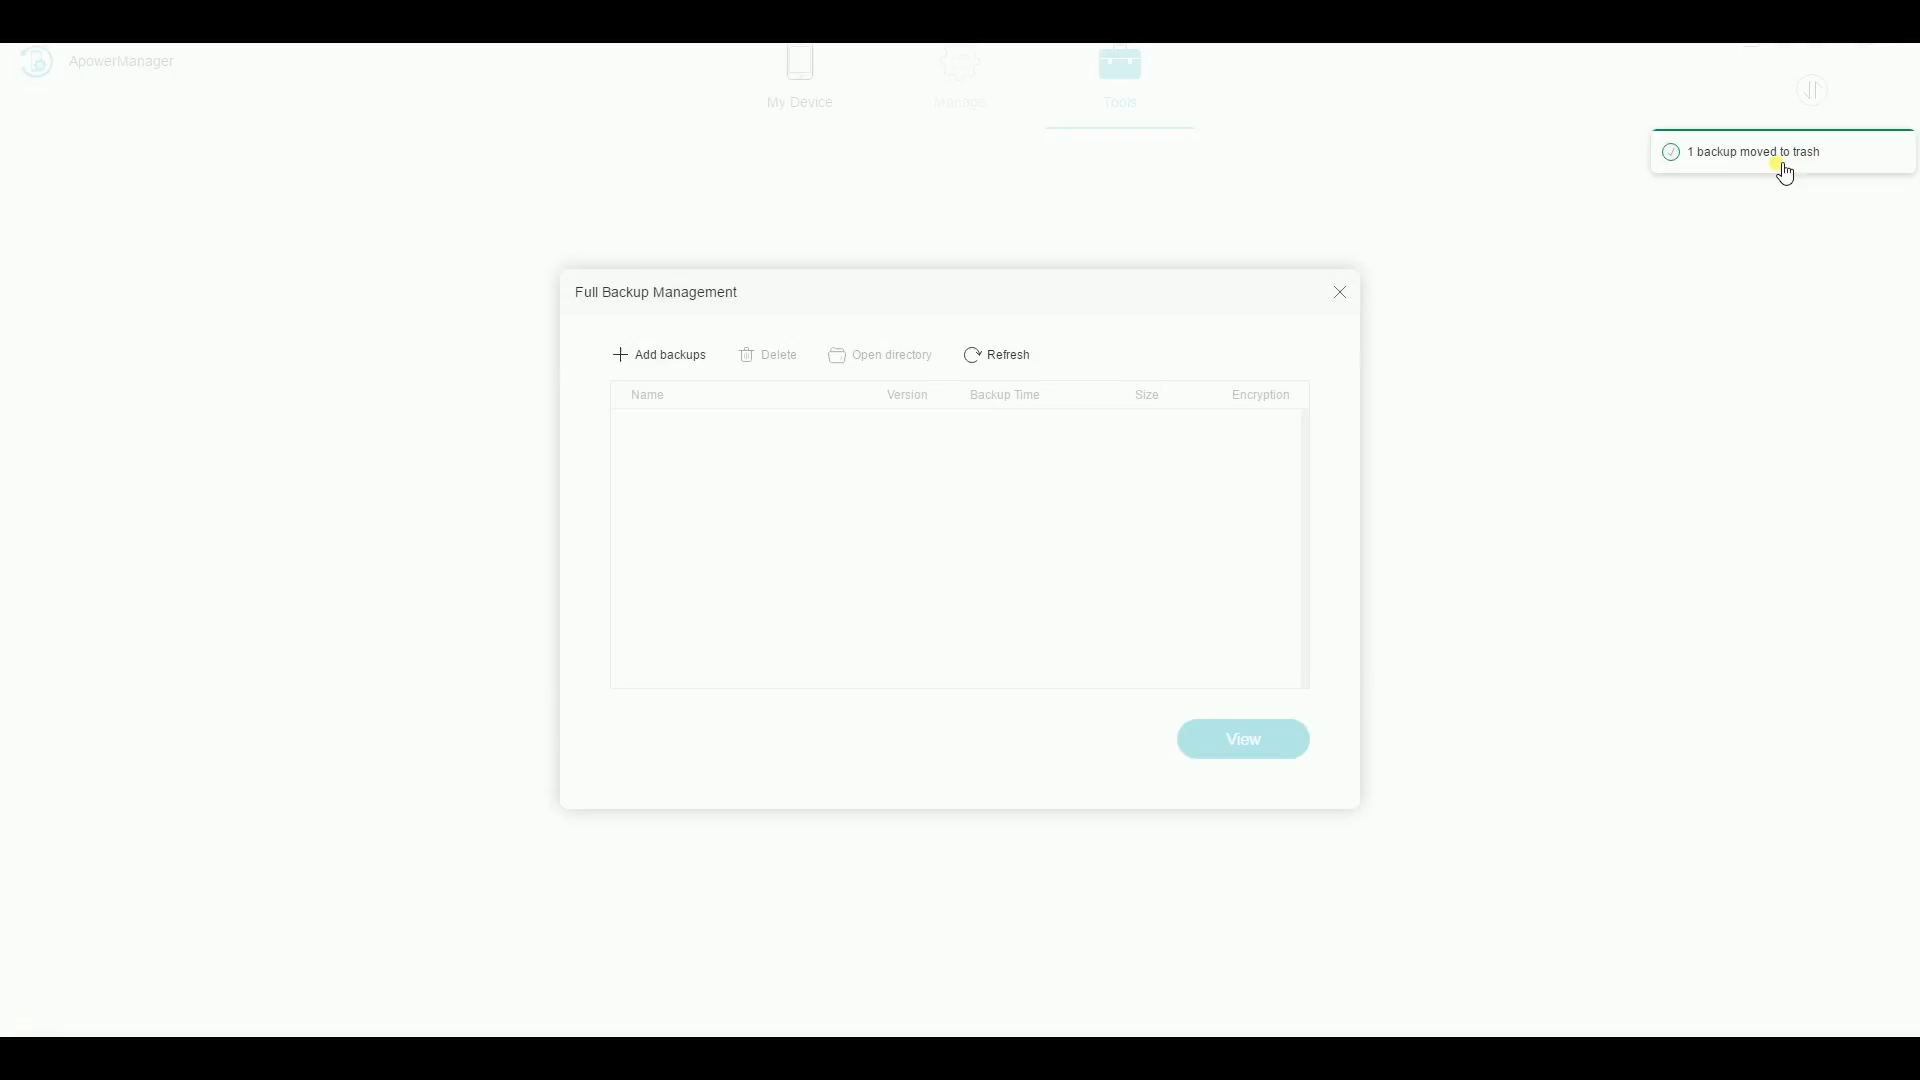 ApowerManager
My Device
Manage
Tools
1 backup moved to trash
Full Backup Management
Add backups
Delete
Open directory
Refresh
Name
Version
Backup Time
Size
Encryption
View